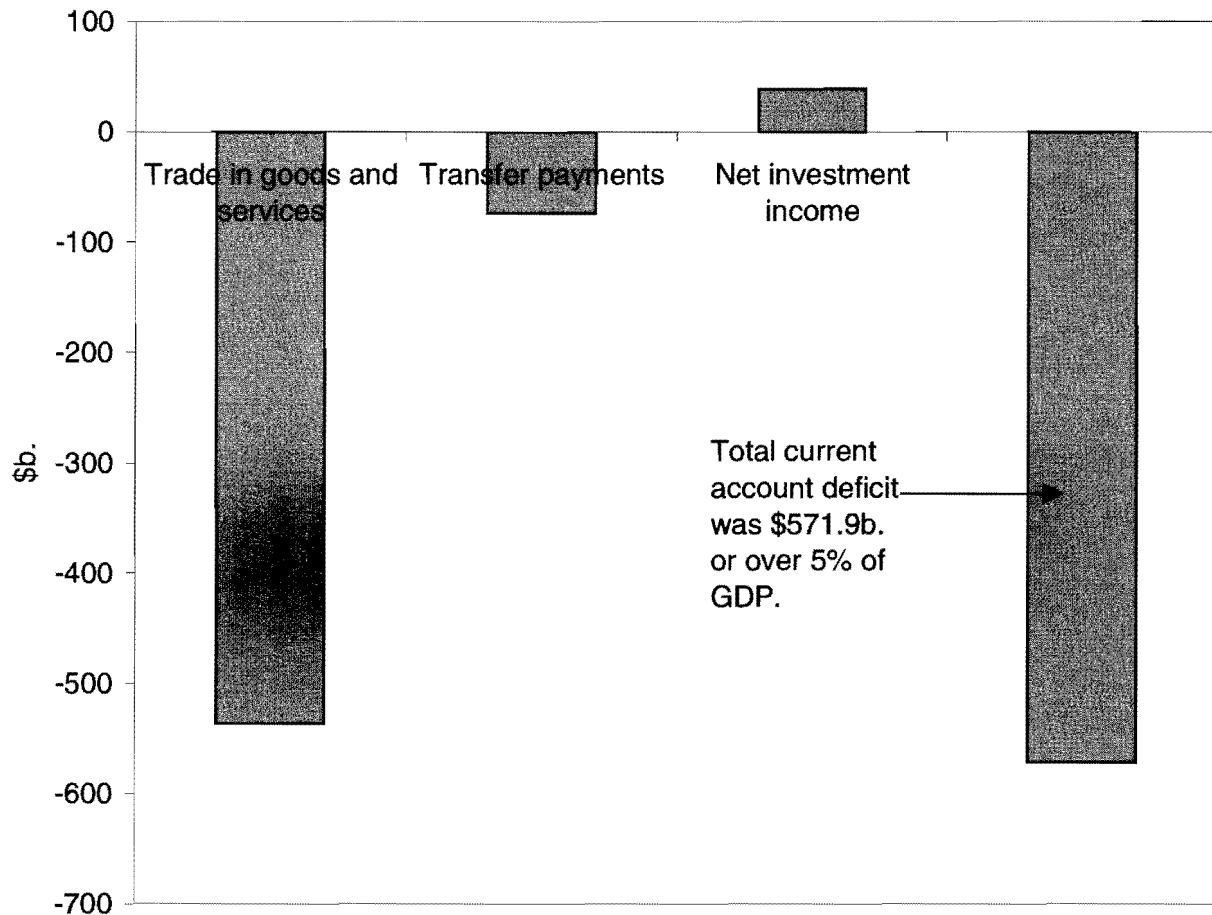 100
0
Trade in goods and
services
Transfer payments
Net investment
income
-100
-200
-300
-400
-500
-600
-700
$b.
Total current
account deficit
was $571.9b.
or over 5% of
GDP.